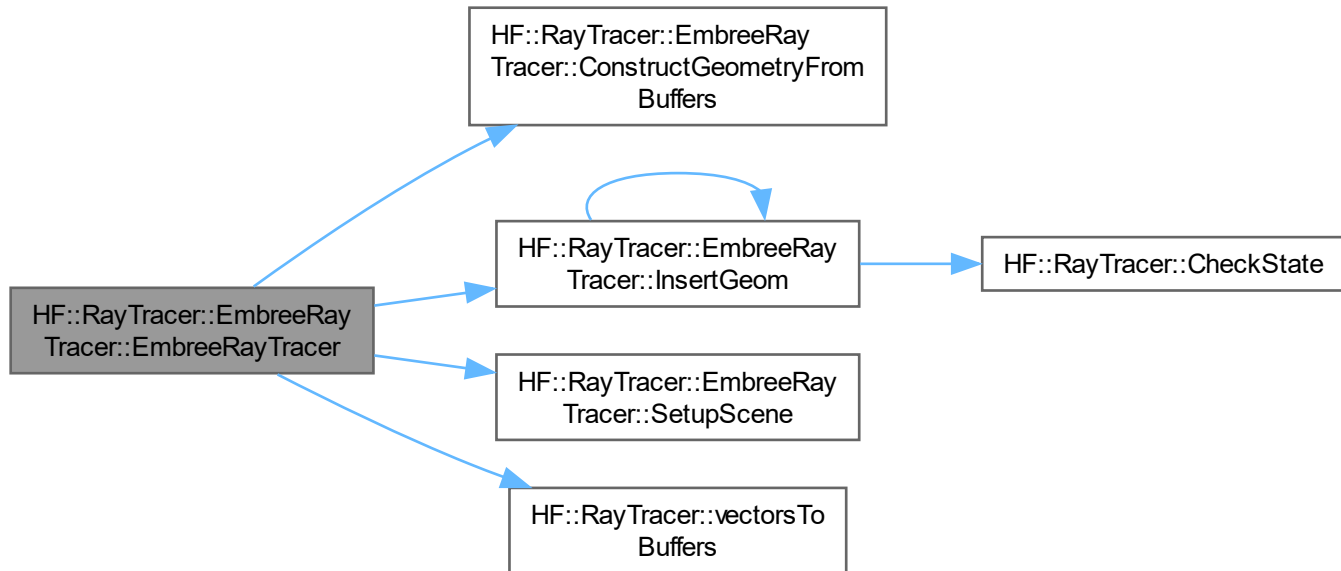 HF::RayTracer::EmbreeRay
Tracer::ConstructGeometryFrom
Buffers
HF::RayTracer::EmbreeRay
Tracer::InsertGeom
HF::RayTracer::CheckState
HF::RayTracer::EmbreeRay
Tracer::EmbreeRayTracer
HF::RayTracer::EmbreeRay
Tracer::SetupScene
HF::RayTracer::vectorsTo
Buffers